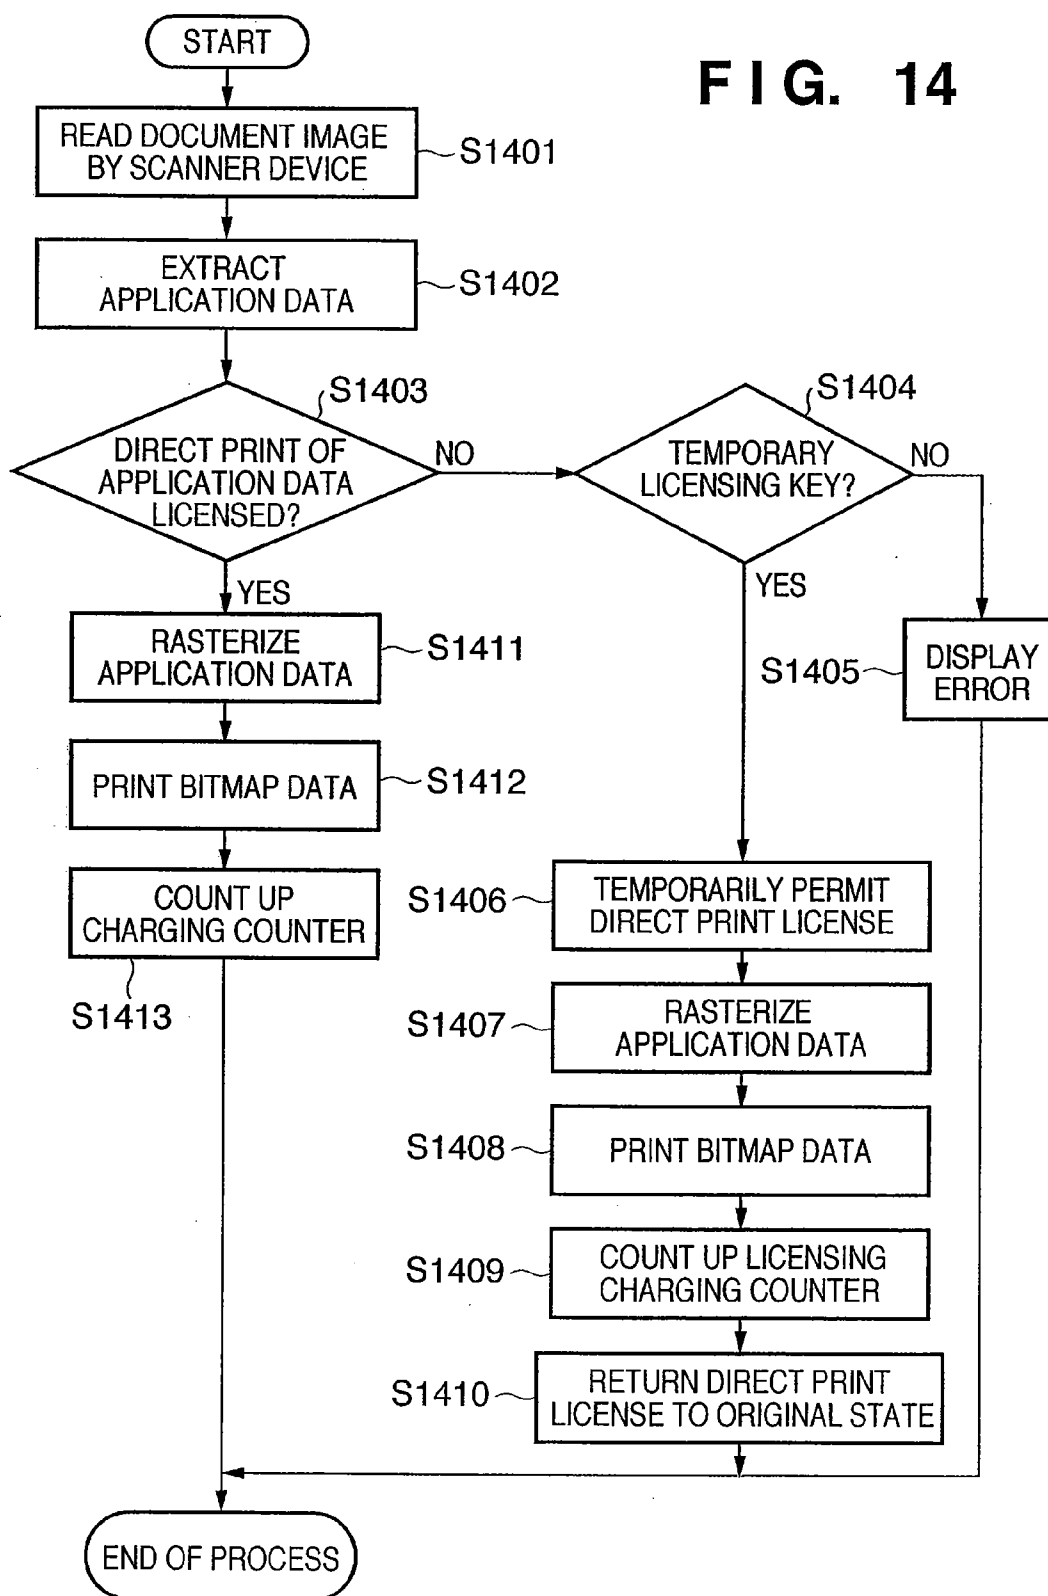 START
FIG. 14
READ DOCUMENT IMAGE
BY SCANNER DEVICE
S1401
EXTRACT
APPLICATION DATA
S1402
S1403
DIRECT PRINT OF
APPLICATION DATA
LICENSED?
NO
YES
S1404
TEMPORARY
LICENSING KEY?
NO
YES
RASTERIZE
APPLICATION DATA
S1411
S1405
DISPLAY
ERROR
PRINT BITMAP DATA
S1412
COUNT UP
CHARGING COUNTER
S1413
S1406
TEMPORARILY PERMIT
DIRECT PRINT LICENSE
S1407
RASTERIZE
APPLICATION DATA
S1408
PRINT BITMAP DATA
S1409
COUNT UP LICENSING
CHARGING COUNTER
S1410
RETURN DIRECT PRINT
LICENSE TO ORIGINAL STATE
END OF PROCESS